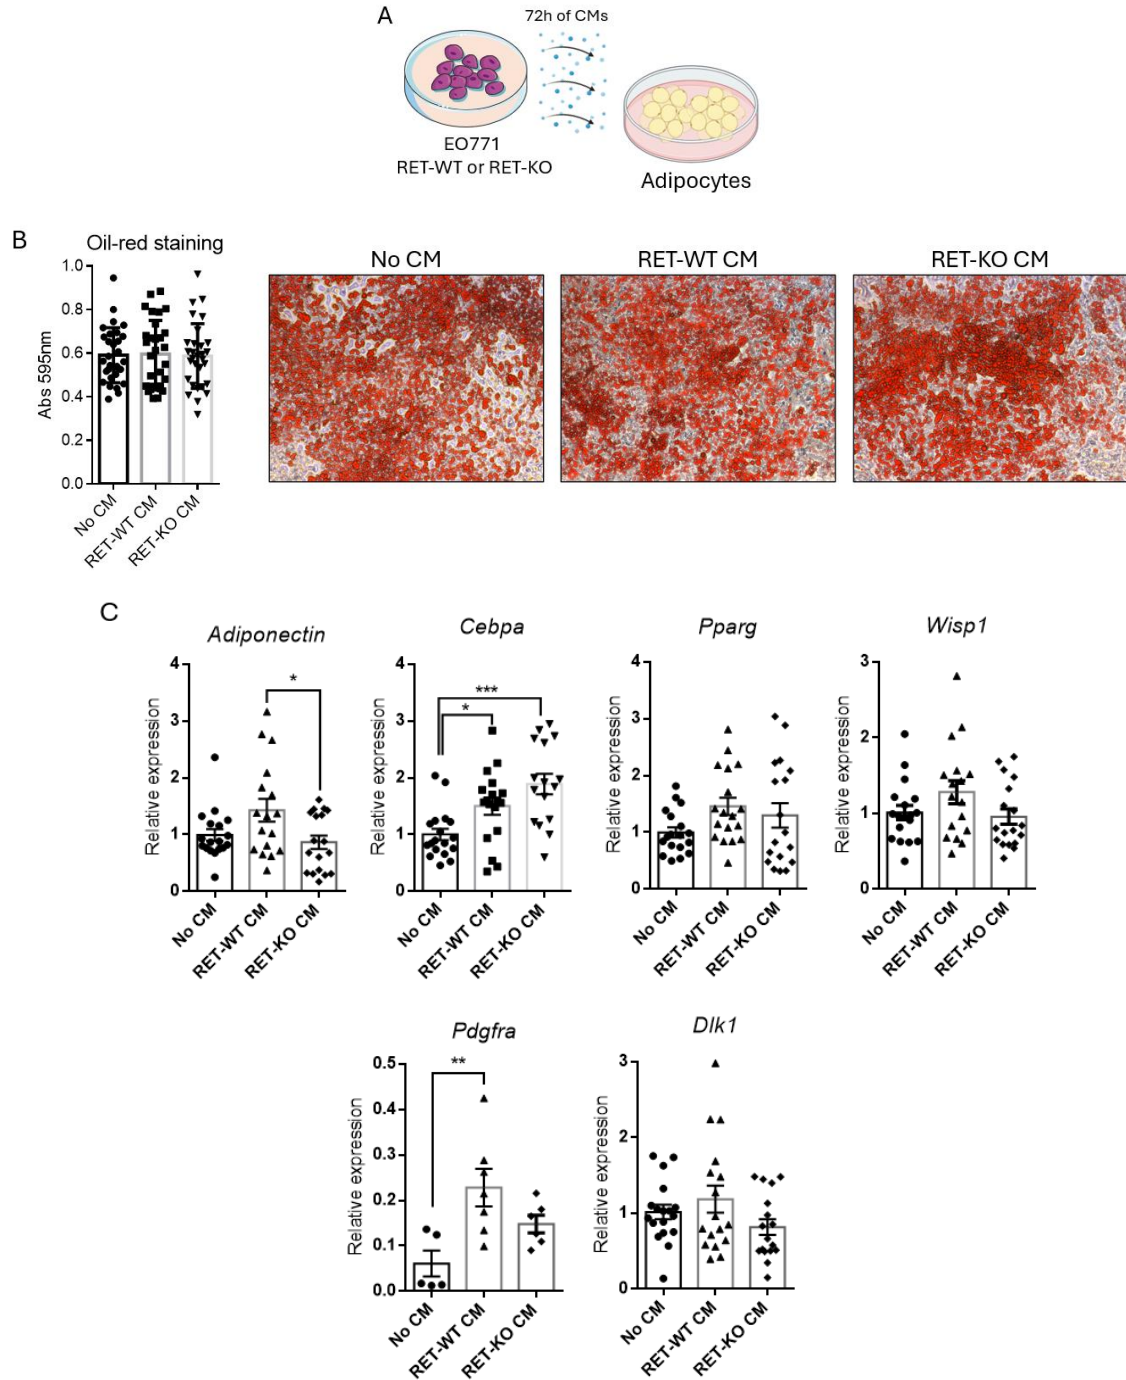 A
72h of CMs
EO771
RET-WT or RET-KO
Adipocytes
B
Oil-red staining
Abs 595nm
1.0
0.8
0.6
0.4
0.2
0.0
No CM
RET-WT CM
RET-KO CM
No CM
RET-WT CM
RET-KO CM
C
Adiponectin
Relative expression
4
3
2
1
0
*
No CM
RET-WT CM
RET-KO CM
Cebpa
Relative expression
4
3
2
1
0
***
*
No CM
RET-WT CM
RET-KO CM
Pparg
Relative expression
4
3
2
1
0
No CM
RET-WT CM
RET-KO CM
Wisp1
Relative expression
3
2
1
0
No CM
RET-WT CM
RET-KO CM
Pdgfra
Relative expression
0.5
0.4
0.3
0.2
0.1
0.0
**
No CM
RET-WT CM
RET-KO CM
Dlk1
Relative expression
3
2
1
0
No CM
RET-WT CM
RET-KO CM